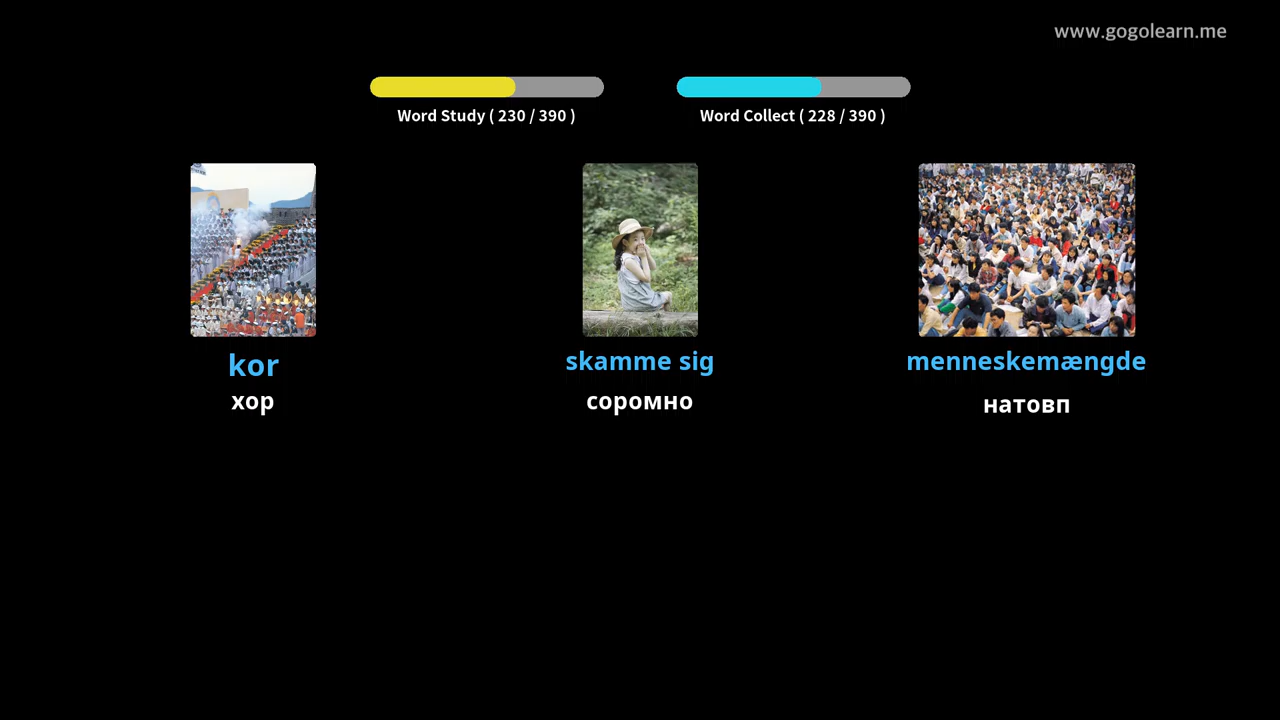 www.gogolearn.me
Word Study ( 230 / 390 )
Word Collect ( 228 / 390 )
kor
skamme sig
menneskemængde
хор
соромно
натовп